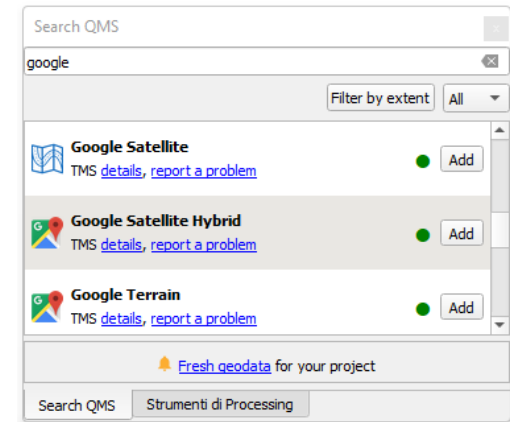 Search QMS
google
Filter by extent All
Google Satellite
TMS details, report a problem
Add
Google Satellite Hybrid
TMS details, report a problem
Add
Google Terrain
TMS details, report a problem
Add
Fresh geodata for your project
Search QMS Strumenti di Processing